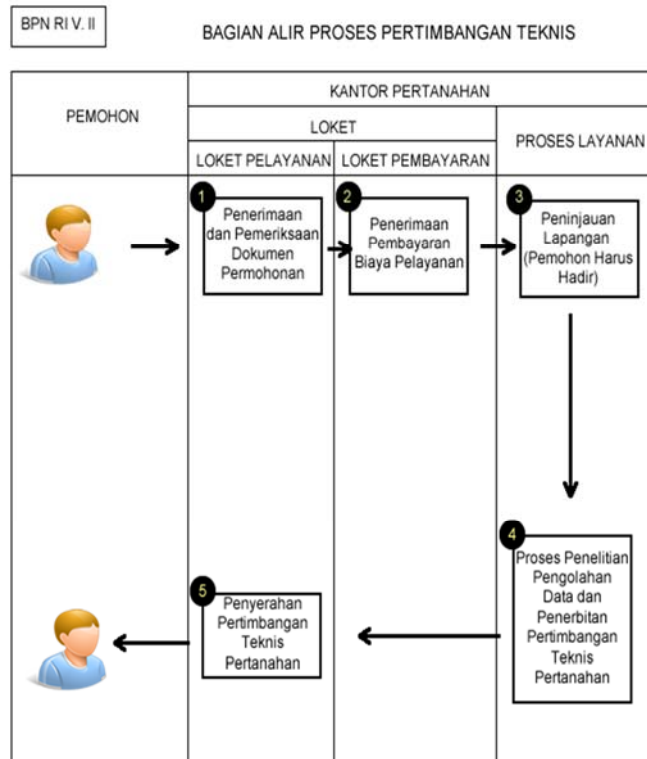 BPN RI V. II
BAGIAN ALIR PROSES PERTIMBANGAN TEKNIS
PEMOHON
KANTOR PERTANAHAN
LOKET
PROSES LAYANAN
LOKET PELAYANAN
LOKET PEMBAYARAN
1
Penerimaan
dan Pemeriksaan
Dokumen
Permohonan
2
Penerimaan
Pembayaran
Biaya Pelayanan
3
Peninjauan
Lapangan
(Pemohon Harus
Hadir)
4
Proses Penelitian
Pengolahan
Data dan
Penerbitan
Pertimbangan
Teknis
Pertanahan
5
Penyerahan
Pertimbangan
Teknis
Pertanahan